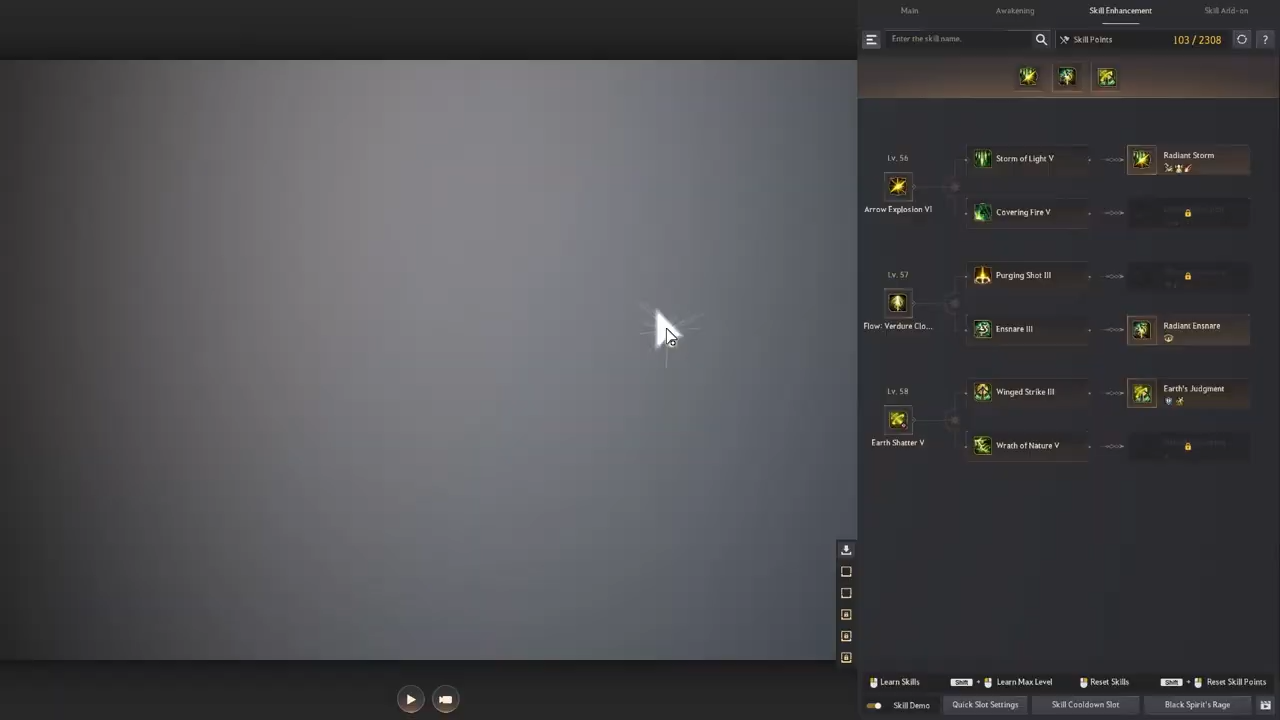 Main Awakening Skill Enhancement Skill Add-on
Enter the skill name. Skill Points 103 / 2308 ?
Lv. 56
Arrow Explosion VI
Storm of Light V
Radiant Storm
Covering Fire V
Lv. 57
Flow: Verdure Clo...
Purging Shot III
Ensnare III
Radiant Ensnare
Lv. 58
Earth Shatter V
Winged Strike III
Earth's Judgment
Wrath of Nature V
Learn Skills Shift + Learn Max Level Reset Skills Shift + Reset Skill Points
Skill Demo Quick Slot Settings Skill Cooldown Slot Black Spirit's Rage